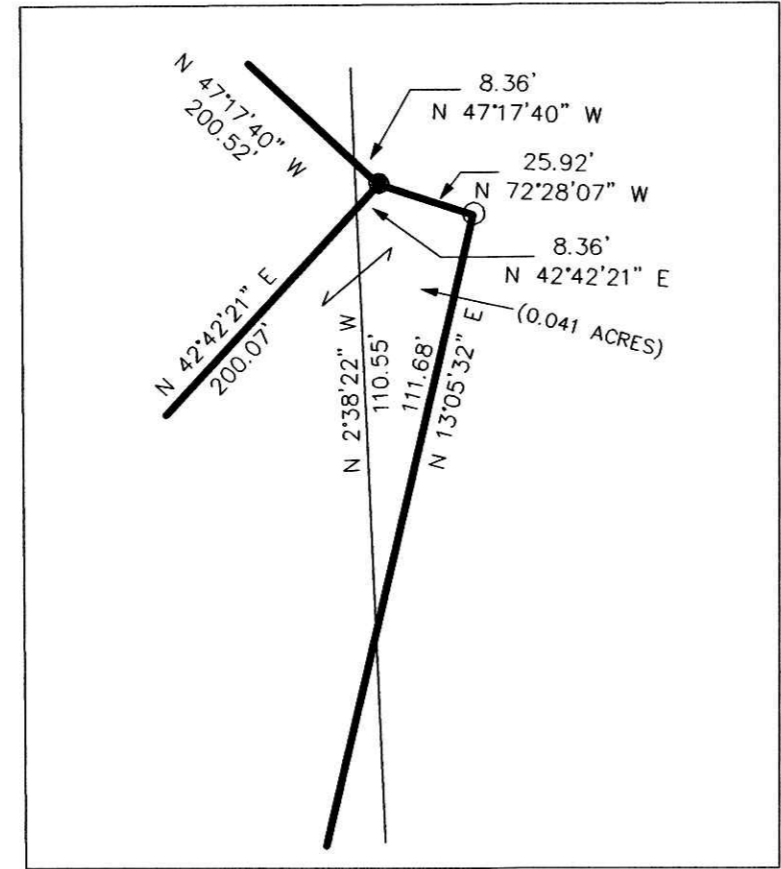 N 47°17'40" W
200.52'
8.36'
N 47°17'40" W
25.92'
N 72°28'07" W
8.36'
N 42°42'21" E
(0.041 ACRES)
N 42°42'21" E
200.07'
N 2°38'22" W
110.55'
111.68'
N 13°05'32" E